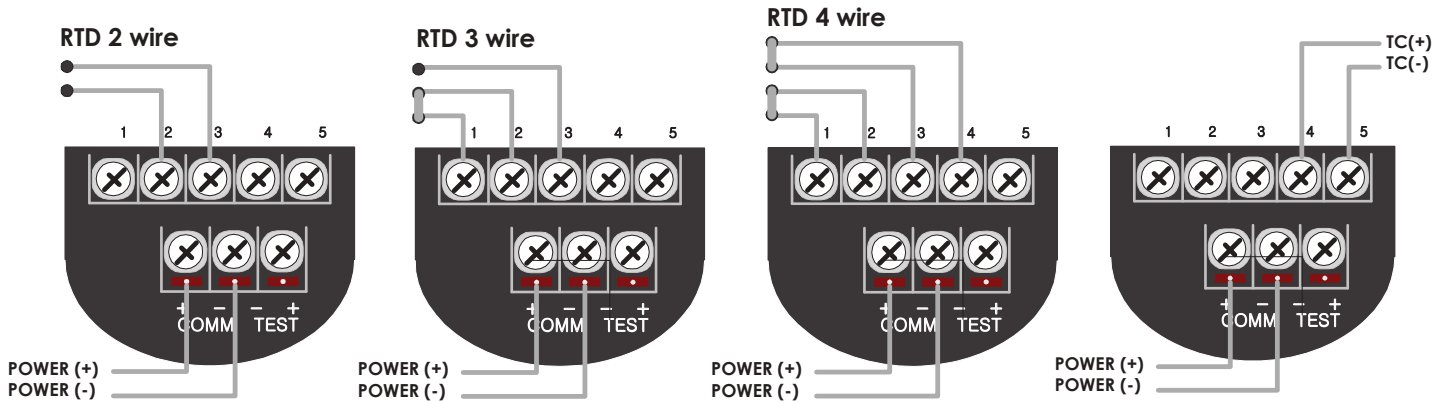 RTD 2 wire
1 2 3 4 5
+ − − +
COMM TEST
POWER (+)
POWER (-)
RTD 3 wire
1 2 3 4 5
+ − − +
COMM TEST
POWER (+)
POWER (-)
RTD 4 wire
1 2 3 4 5
+ − − +
COMM TEST
POWER (+)
POWER (-)
TC(+)
TC(-)
1 2 3 4 5
+ − − +
COMM TEST
POWER (+)
POWER (-)